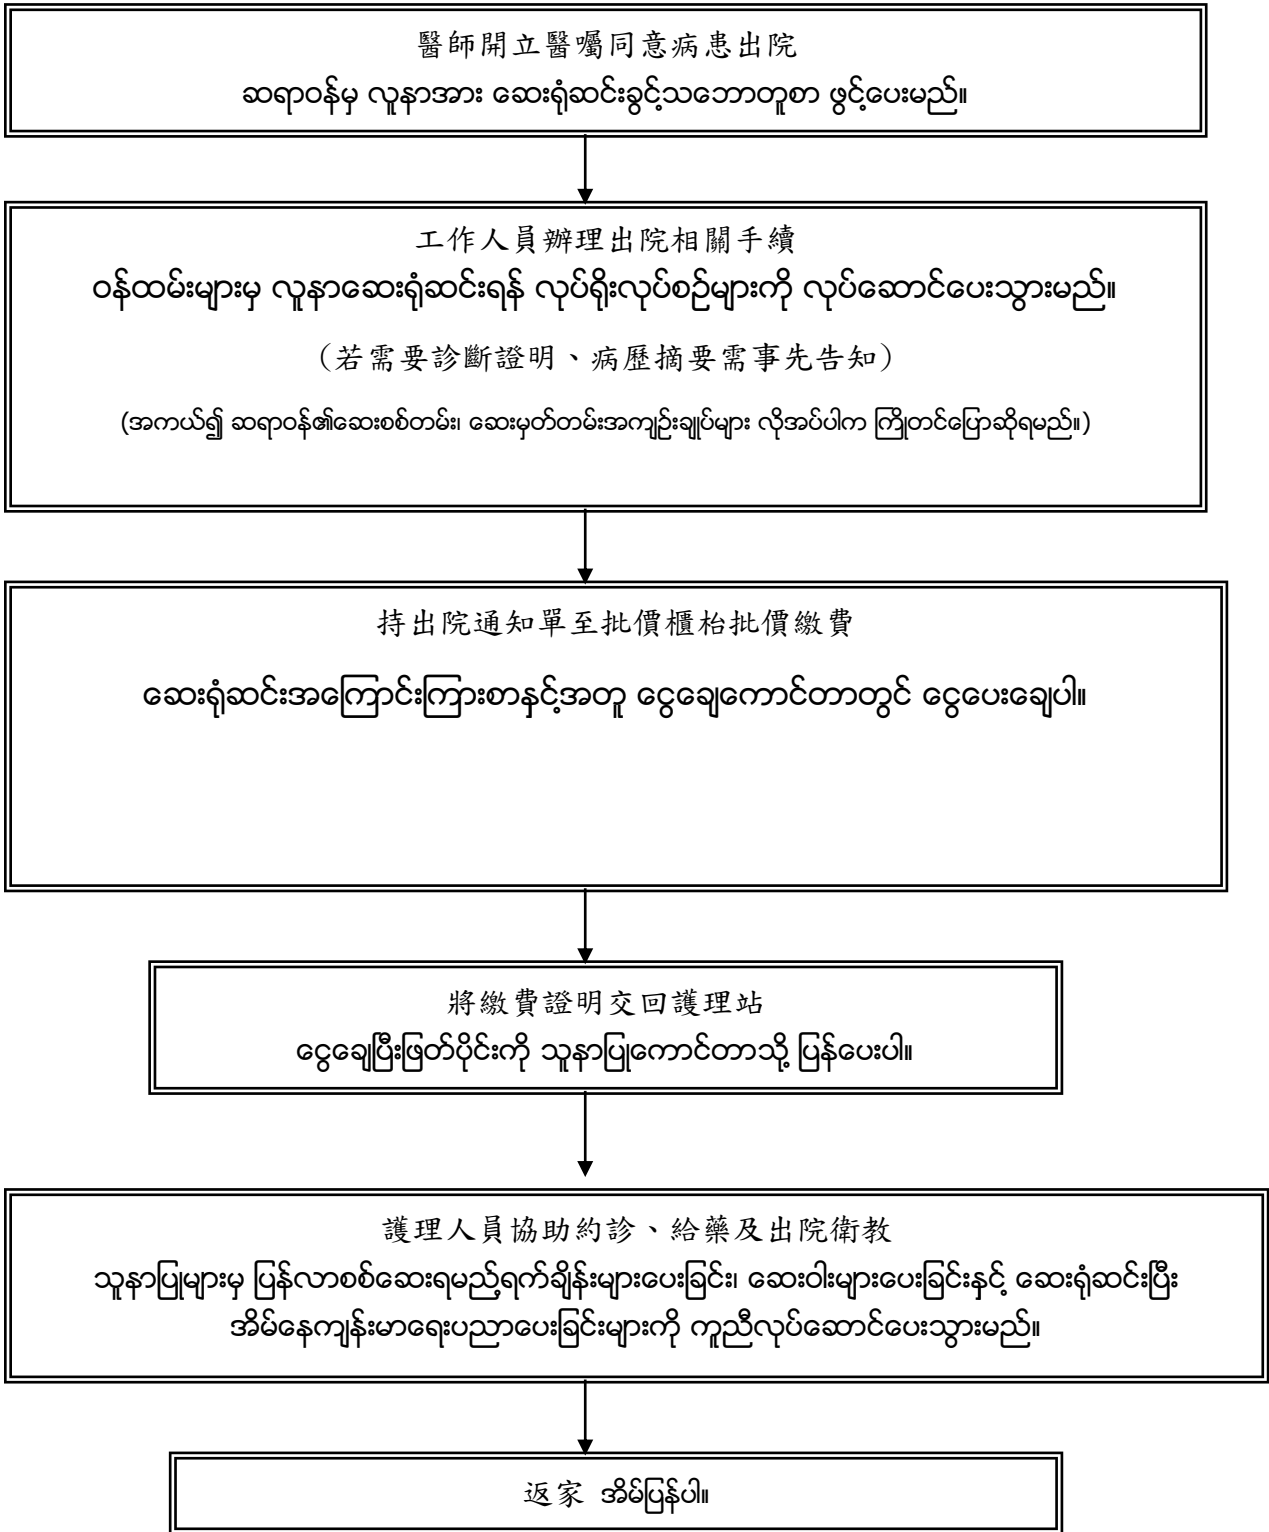 醫師開立醫囑同意病患出院
ဆရာဝန်မှ လူနာအား ဆေးရုံဆင်းခွင့်သဘောတူစာ ဖွင့်ပေးမည်။
工作人員辦理出院相關手續
ဝန်ထမ်းများမှ လူနာဆေးရုံဆင်းရန် လုပ်ရိုးလုပ်စဉ်များကို လုပ်ဆောင်ပေးသွားမည်။
(若需要診斷證明、病歷摘要需事先告知)
(အကယ်၍ ဆရာဝန်၏ဆေးစစ်တမ်း၊ ဆေးမှတ်တမ်းအကျဉ်းချုပ်များ လိုအပ်ပါက ကြိုတင်ပြောဆိုရမည်။)
持出院通知單至批價櫃枱批價繳費
ဆေးရုံဆင်းအကြောင်းကြားစာနှင့်အတူ ငွေချေကောင်တာတွင် ငွေပေးချေပါ။
將繳費證明交回護理站
ငွေချေပြီးဖြတ်ပိုင်းကို သူနာပြုကောင်တာသို့ ပြန်ပေးပါ။
護理人員協助約診、給藥及出院衛教
သူနာပြုများမှ ပြန်လာစစ်ဆေးရမည့်ရက်ချိန်းများပေးခြင်း၊ ဆေးဝါးများပေးခြင်းနှင့် ဆေးရုံဆင်းပြီး
အိမ်နေကျန်းမာရေးပညာပေးခြင်းများကို ကူညီလုပ်ဆောင်ပေးသွားမည်။
返家 အိမ်ပြန်ပါ။